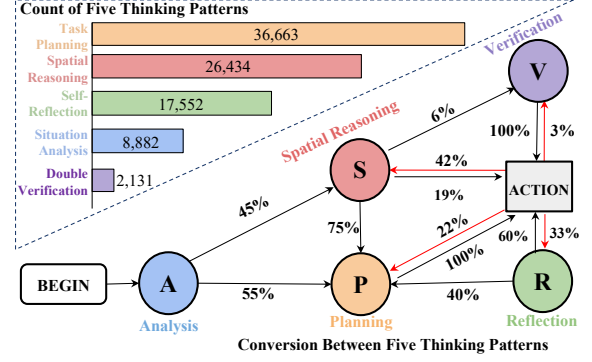 Count of Five Thinking Patterns
Task
Planning
36,663
Spatial
Reasoning
26,434
Self-
Reflection
17,552
Situation
Analysis
8,882
Double
Verification
2,131
Verification
V
Spatial Reasoning
6%
100%
3%
S
42%
19%
ACTION
45%
75%
22%
100%
60%
33%
BEGIN
A
55%
P
40%
R
Analysis
Planning
Reflection
Conversion Between Five Thinking Patterns